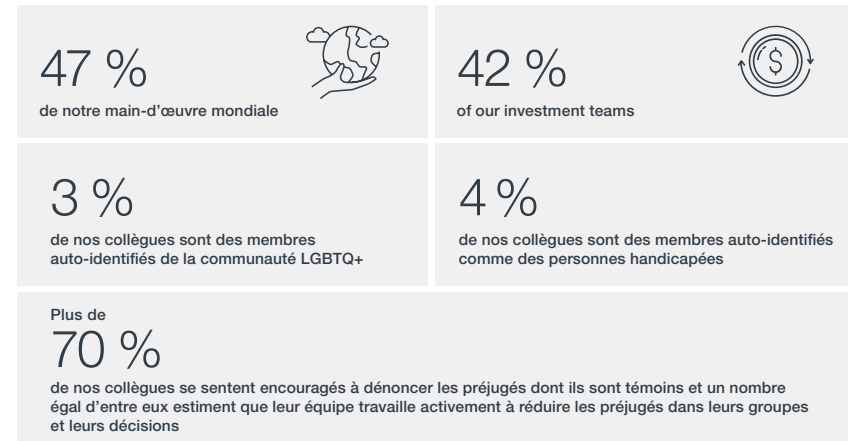 47 %
de notre main-d’œuvre mondiale
42 %
of our investment teams
3 %
de nos collègues sont des membres
auto-identifiés de la communauté LGBTQ+
4 %
de nos collègues sont des membres auto-identifiés
comme des personnes handicapées
Plus de
70 %
de nos collègues se sentent encouragés à dénoncer les préjugés dont ils sont témoins et un nombre
égal d’entre eux estiment que leur équipe travaille activement à réduire les préjugés dans leurs groupes
et leurs décisions